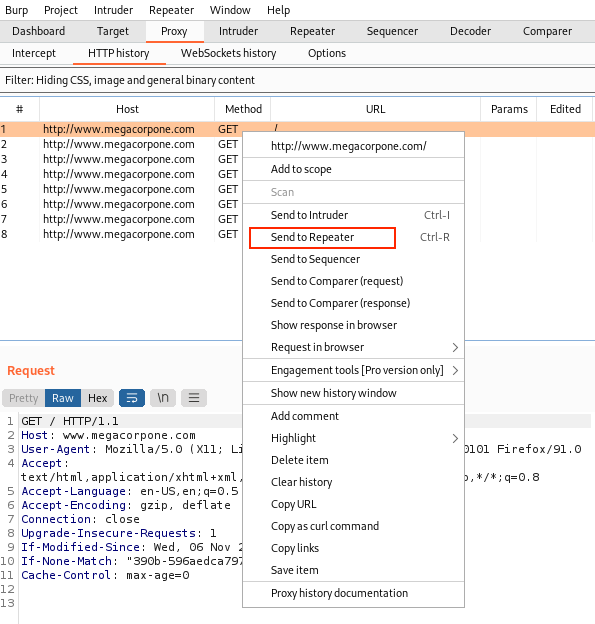 Burp Project Intruder Repeater Window Help
Dashboard Target Proxy Intruder Repeater Sequencer Decoder Comparer
Intercept HTTP history WebSockets history Options
Filter: Hiding CSS, image and general binary content
# Host Method URL Params Edited
1 http://www.megacorpone.com GET /
2 http://www.megacorpone.com GET
3 http://www.megacorpone.com GET
4 http://www.megacorpone.com GET
5 http://www.megacorpone.com GET
6 http://www.megacorpone.com GET
7 http://www.megacorpone.com GET
8 http://www.megacorpone.com GET
http://www.megacorpone.com/
Add to scope
Scan
Send to Intruder Ctrl-I
Send to Repeater Ctrl-R
Send to Sequencer
Send to Comparer (request)
Send to Comparer (response)
Show response in browser
Request in browser
Engagement tools [Pro version only]
Show new history window
Add comment
Highlight
Delete item
Clear history
Copy URL
Copy as curl command
Copy links
Save item
Proxy history documentation
Request
Pretty Raw Hex \n
1 GET / HTTP/1.1
2 Host: www.megacorpone.com
3 User-Agent: Mozilla/5.0 (X11; Li 0101 Firefox/91.0
4 Accept:
text/html,application/xhtml+xml, ,*/*;q=0.8
5 Accept-Language: en-US,en;q=0.5
6 Accept-Encoding: gzip, deflate
7 Connection: close
8 Upgrade-Insecure-Requests: 1
9 If-Modified-Since: Wed, 06 Nov 2
10 If-None-Match: "390b-596aedca797
11 Cache-Control: max-age=0
12
13